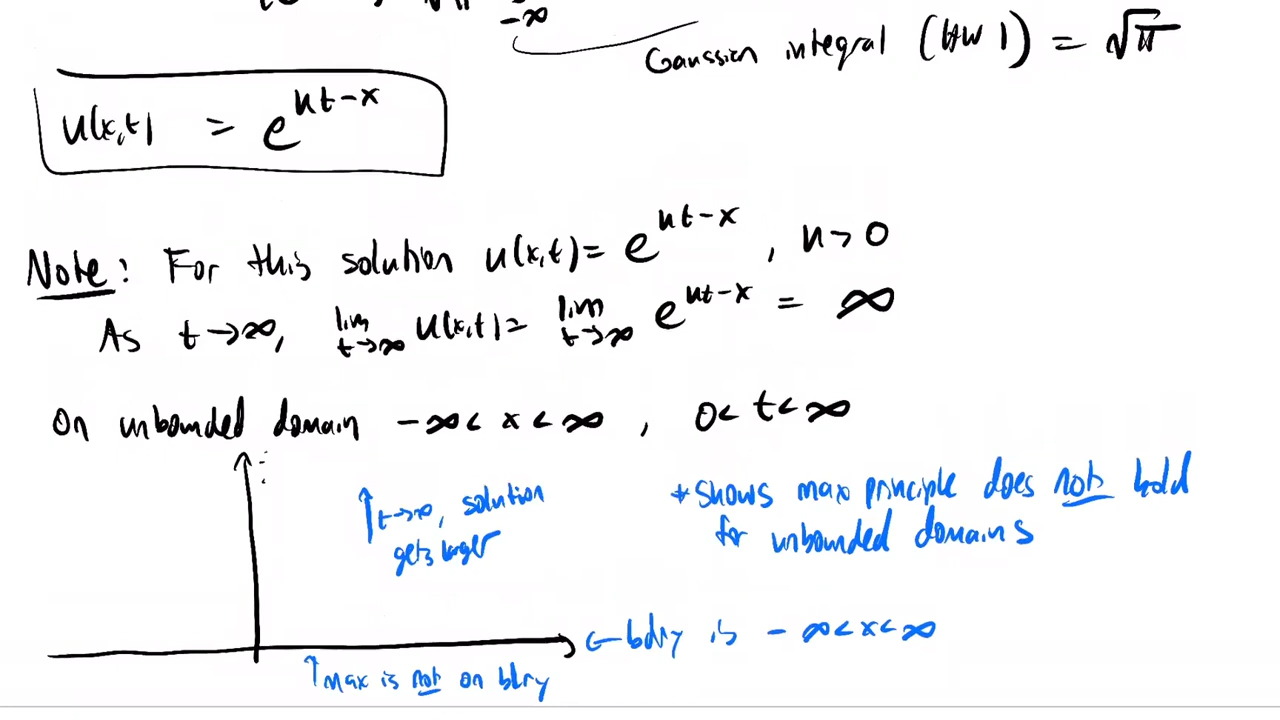 -∞
Gaussian integral (HW 1) = √π
u(x,t) = e^{kt-x}
Note: For this solution u(x,t) = e^{kt-x}, k>0
As t→∞, lim_{t→∞} u(x,t) = lim_{t→∞} e^{kt-x} = ∞
On unbounded domain -∞<x<∞, 0<t<∞
↑t→∞, solution
gets larger
*shows max principle does not hold
for unbounded domains
←bdry is -∞<x<∞
↑max is not on bdry